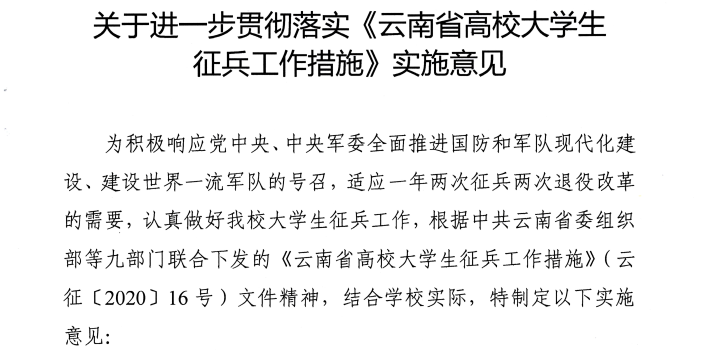 关于进一步贯彻落实《云南省高校大学生
征兵工作措施》实施意见
为积极响应党中央、中央军委全面推进国防和军队现代化建
设、建设世界一流军队的号召，适应一年两次征兵两次退役改革
的需要，认真做好我校大学生征兵工作，根据中共云南省委组织
部等九部门联合下发的《云南省高校大学生征兵工作措施》（云
征〔2020〕16号）文件精神，结合学校实际，特制定以下实施
意见：